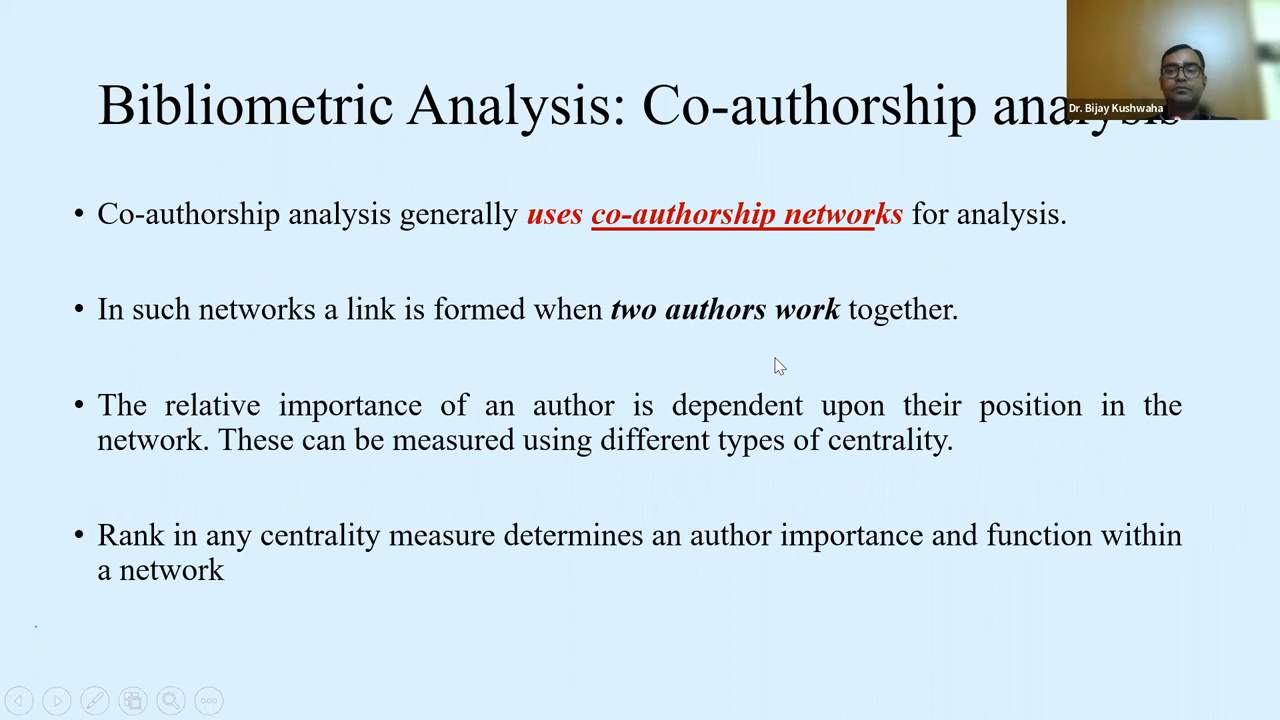 Bibliometric Analysis: Co-authorship analysis
Dr. Bijay Kushwaha
• Co-authorship analysis generally uses co-authorship networks for analysis.
• In such networks a link is formed when two authors work together.
• The relative importance of an author is dependent upon their position in the
network. These can be measured using different types of centrality.
• Rank in any centrality measure determines an author importance and function within
a network